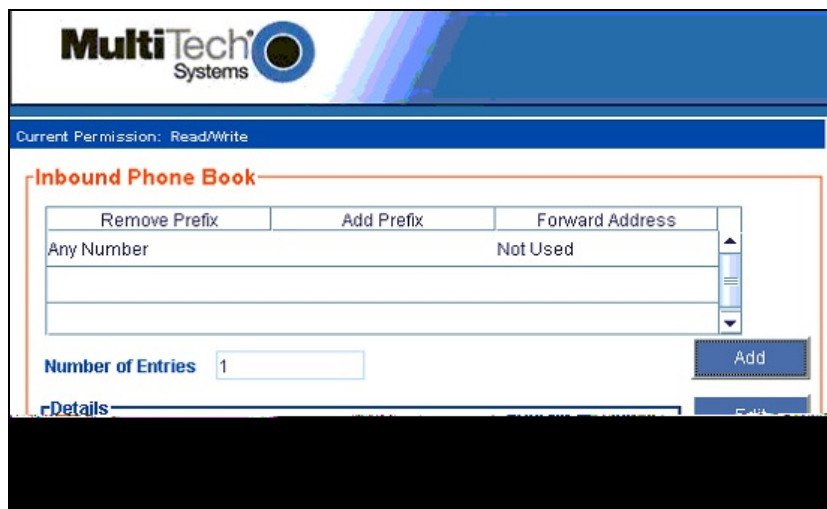 MultiTech
Systems
Current Permission: Read/Write
Inbound Phone Book
Remove Prefix Add Prefix Forward Address
Any Number Not Used
Number of Entries 1
Add
Details